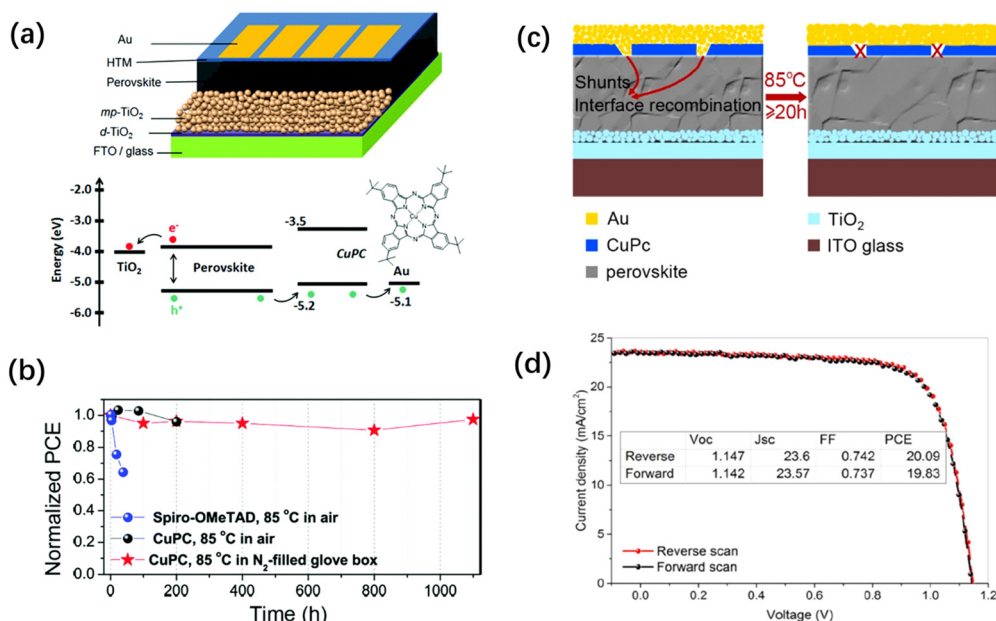 (a)
Au
HTM
Perovskite
mp-TiO₂
d-TiO₂
FTO / glass
Energy (eV)
-2.0
-3.0
-4.0
-5.0
-6.0
e⁻
TiO₂
Perovskite
h⁺
-3.5
CuPC
-5.2
Au
-5.1
N
N
N
N
N
N
N
N
Cu
(b)
Normalized PCE
1.0
0.8
0.6
0.4
0.2
0.0
Spiro-OMeTAD, 85 °C in air
CuPC, 85 °C in air
CuPC, 85 °C in N₂-filled glove box
0 200 400 600 800 1000
Time (h)
(c)
Shunts
Interface recombination
85℃
≥20h
X X
Au
CuPc
perovskite
TiO₂
ITO glass
(d)
Current density (mA/cm²)
25
20
15
10
5
0
Voc Jsc FF PCE
Reverse 1.147 23.6 0.742 20.09
Forward 1.142 23.57 0.737 19.83
Reverse scan
Forward scan
0.0 0.2 0.4 0.6 0.8 1.0 1.2
Voltage (V)